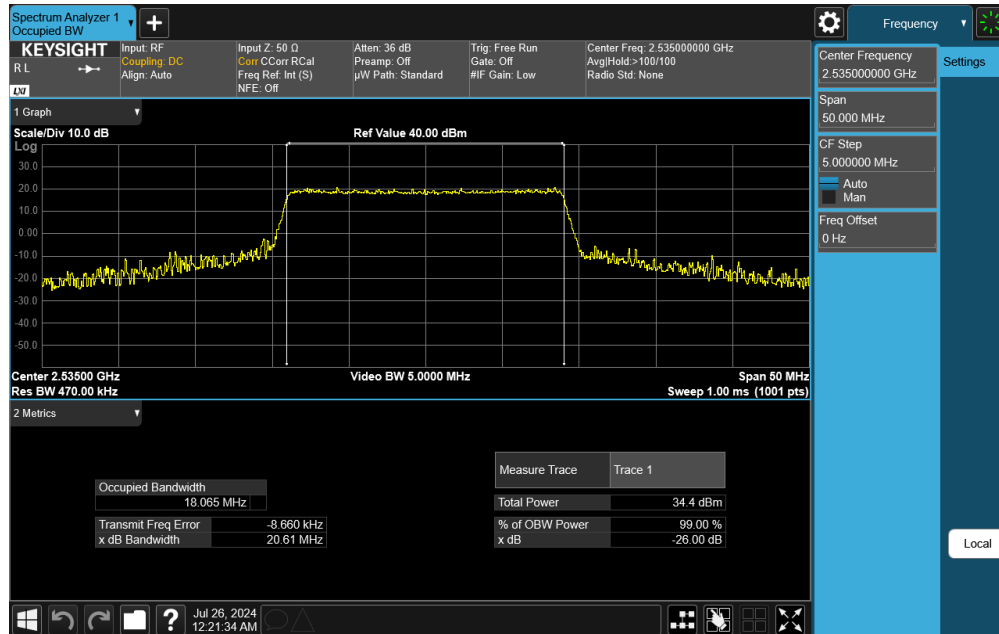 Spectrum Analyzer 1
Occupied BW
Frequency
KEYSIGHT
R L
LXI
Input: RF
Coupling: DC
Align: Auto
Input Z: 50 Ω
Corr CCorr RCal
Freq Ref: Int (S)
NFE: Off
Atten: 36 dB
Preamp: Off
µW Path: Standard
Trig: Free Run
Gate: Off
#IF Gain: Low
Center Freq: 2.535000000 GHz
Avg|Hold:>100/100
Radio Std: None
Center Frequency
2.535000000 GHz
Settings
Span
50.000 MHz
CF Step
5.000000 MHz
Auto
Man
Freq Offset
0 Hz
1 Graph
Scale/Div 10.0 dB
Ref Value 40.00 dBm
Log
30.0
20.0
10.0
0.00
-10.0
-20.0
-30.0
-40.0
-50.0
Center 2.53500 GHz
Video BW 5.0000 MHz
Span 50 MHz
Res BW 470.00 kHz
Sweep 1.00 ms (1001 pts)
2 Metrics
Occupied Bandwidth
18.065 MHz
Transmit Freq Error -8.660 kHz
x dB Bandwidth 20.61 MHz
Measure Trace Trace 1
Total Power 34.4 dBm
% of OBW Power 99.00 %
x dB -26.00 dB
Local
?
Jul 26, 2024
12:21:34 AM